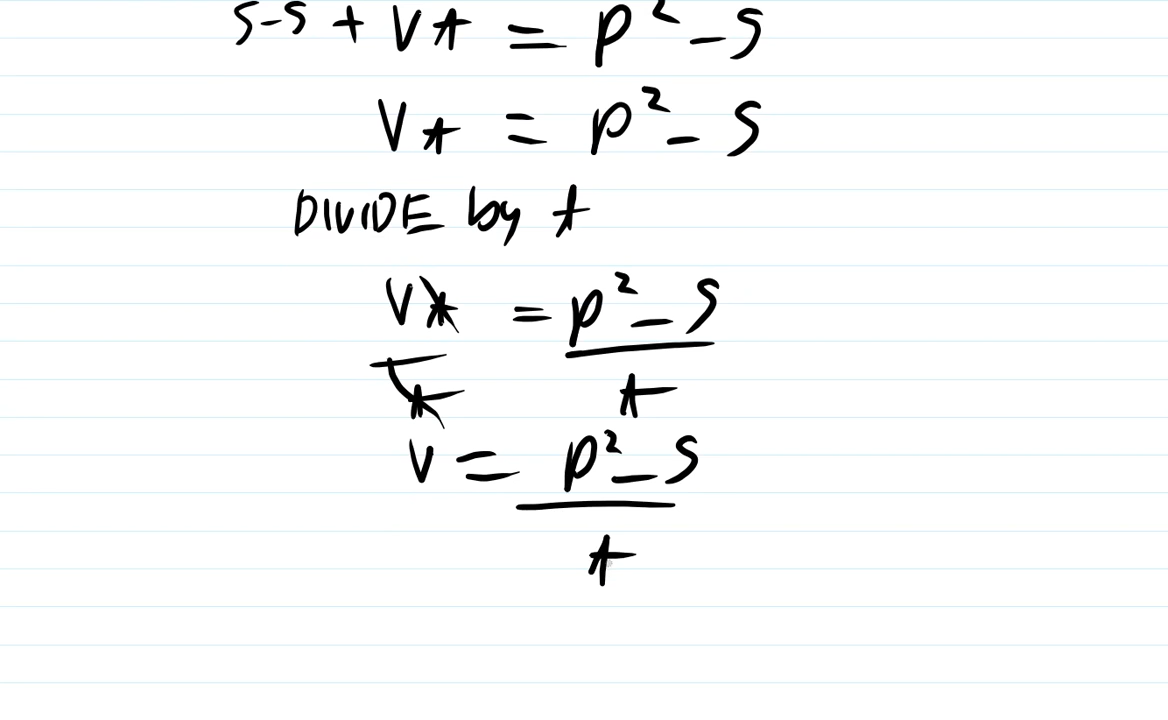 s-s + vt = p² - s
vt = p² - s
DIVIDE by t
vt = p² - s
t t
v = p² - s
t